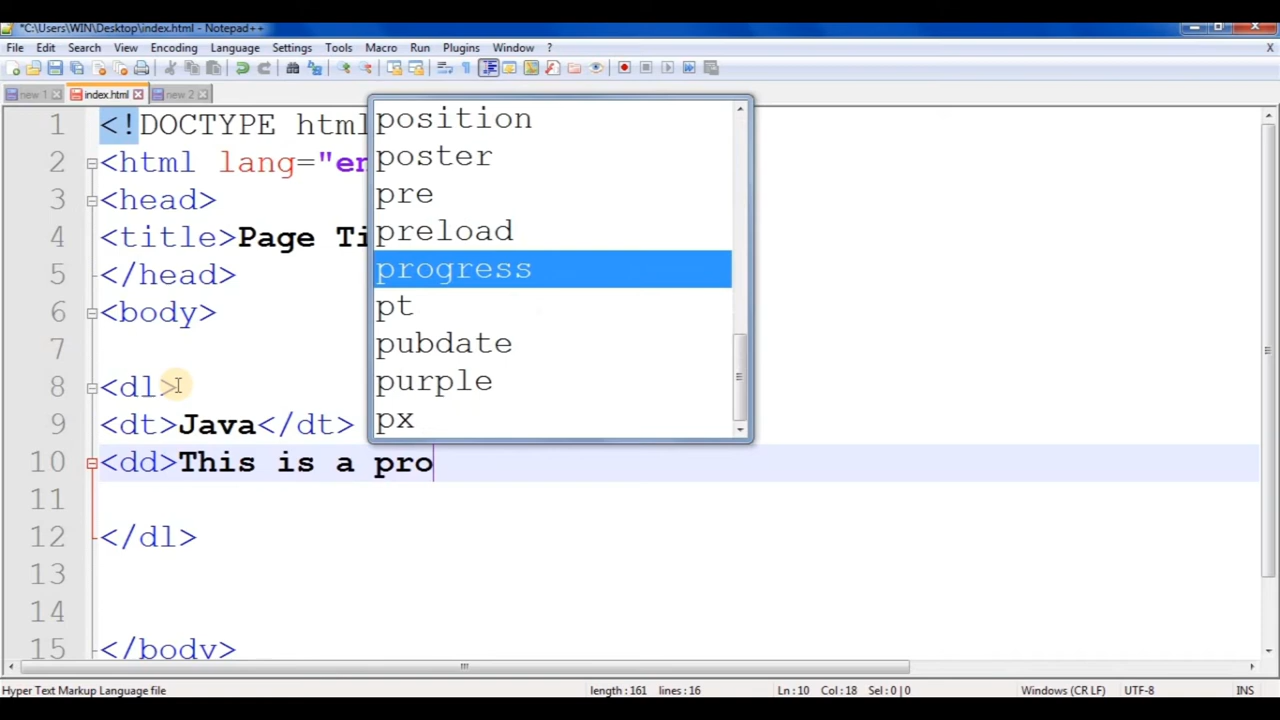 *C:\Users\WIN\Desktop\index.html - Notepad++
File Edit Search View Encoding Language Settings Tools Macro Run Plugins Window ? X
new 1 index.html new 2
1 <!DOCTYPE html
2 <html lang="en
3 <head>
4 <title>Page Ti
5 </head>
6 <body>
7
8 <dl>
9 <dt>Java</dt>
10 <dd>This is a pro
11
12 </dl>
13
14
15 </body>
position
poster
pre
preload
progress
pt
pubdate
purple
px
Hyper Text Markup Language file length : 161 lines : 16 Ln : 10 Col : 18 Sel : 0 | 0 Windows (CR LF) UTF-8 INS